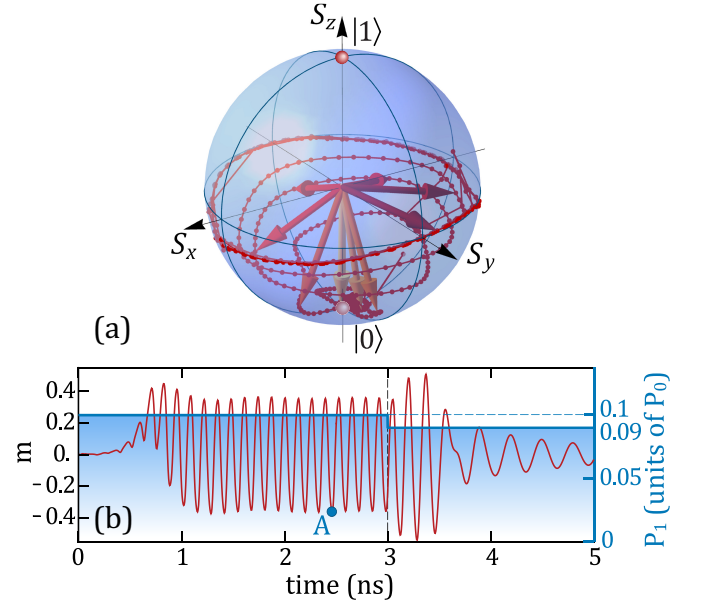 S_z
|1⟩
S_x
S_y
|0⟩
(a)
0.4
0.2
0.
-0.2
-0.4
m
(b)
A
0.1
0.09
0.05
0
P_1 (units of P_0)
0 1 2 3 4 5
time (ns)